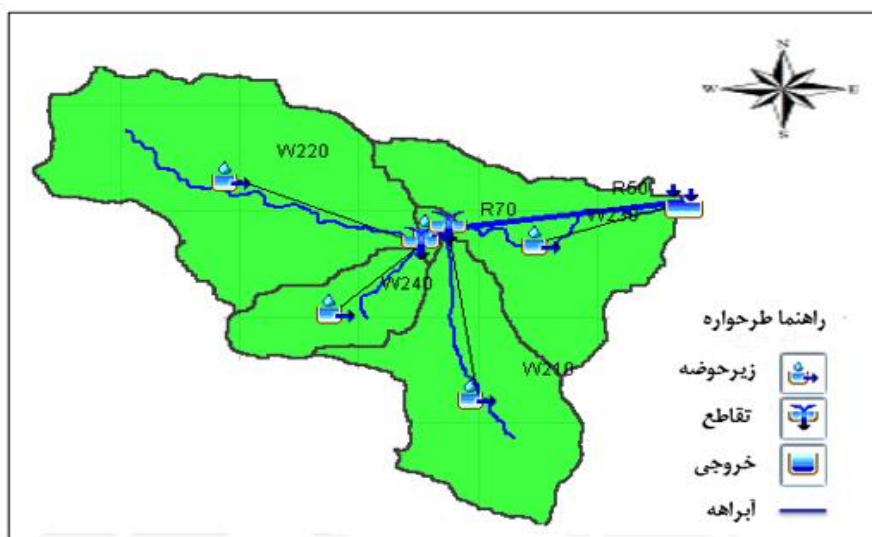 N
W E
S
W220
R60
R70
W230
W240
W210
راهنما طرحواره
زیرحوضه
تقاطع
خروجی
آبراهه